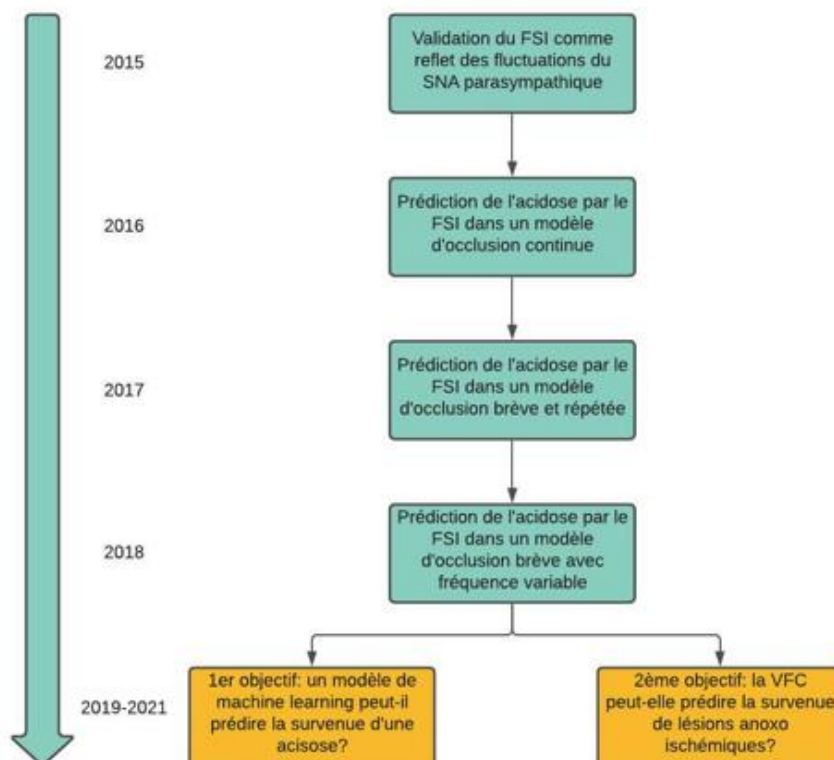 2015
Validation du FSI comme
reflet des fluctuations du
SNA parasympathique
2016
Prédiction de l'acidose par le
FSI dans un modèle
d'occlusion continue
2017
Prédiction de l'acidose par le
FSI dans un modèle
d'occlusion brève et répétée
2018
Prédiction de l'acidose par le
FSI dans un modèle
d'occlusion brève avec
fréquence variable
2019-2021
1er objectif: un modèle de
machine learning peut-il
prédire la survenue d'une
acisose?
2ème objectif: la VFC
peut-elle prédire la survenue
de lésions anoxo
ischémiques?